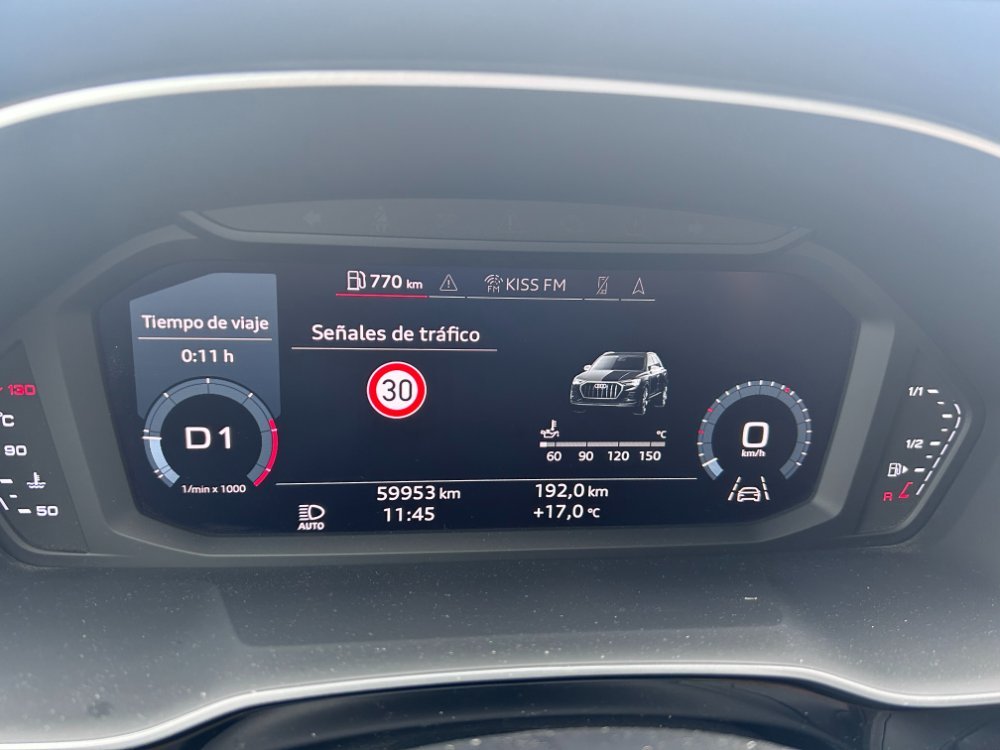 770 km
FM KISS FM
Tiempo de viaje
0:11 h
Señales de tráfico
30
130
°C
90
50
D 1
1/min x 1000
°C
60 90 120 150
0
km/h
1/1
1/2
R
59953 km 192,0 km
AUTO
11:45 +17,0 °C